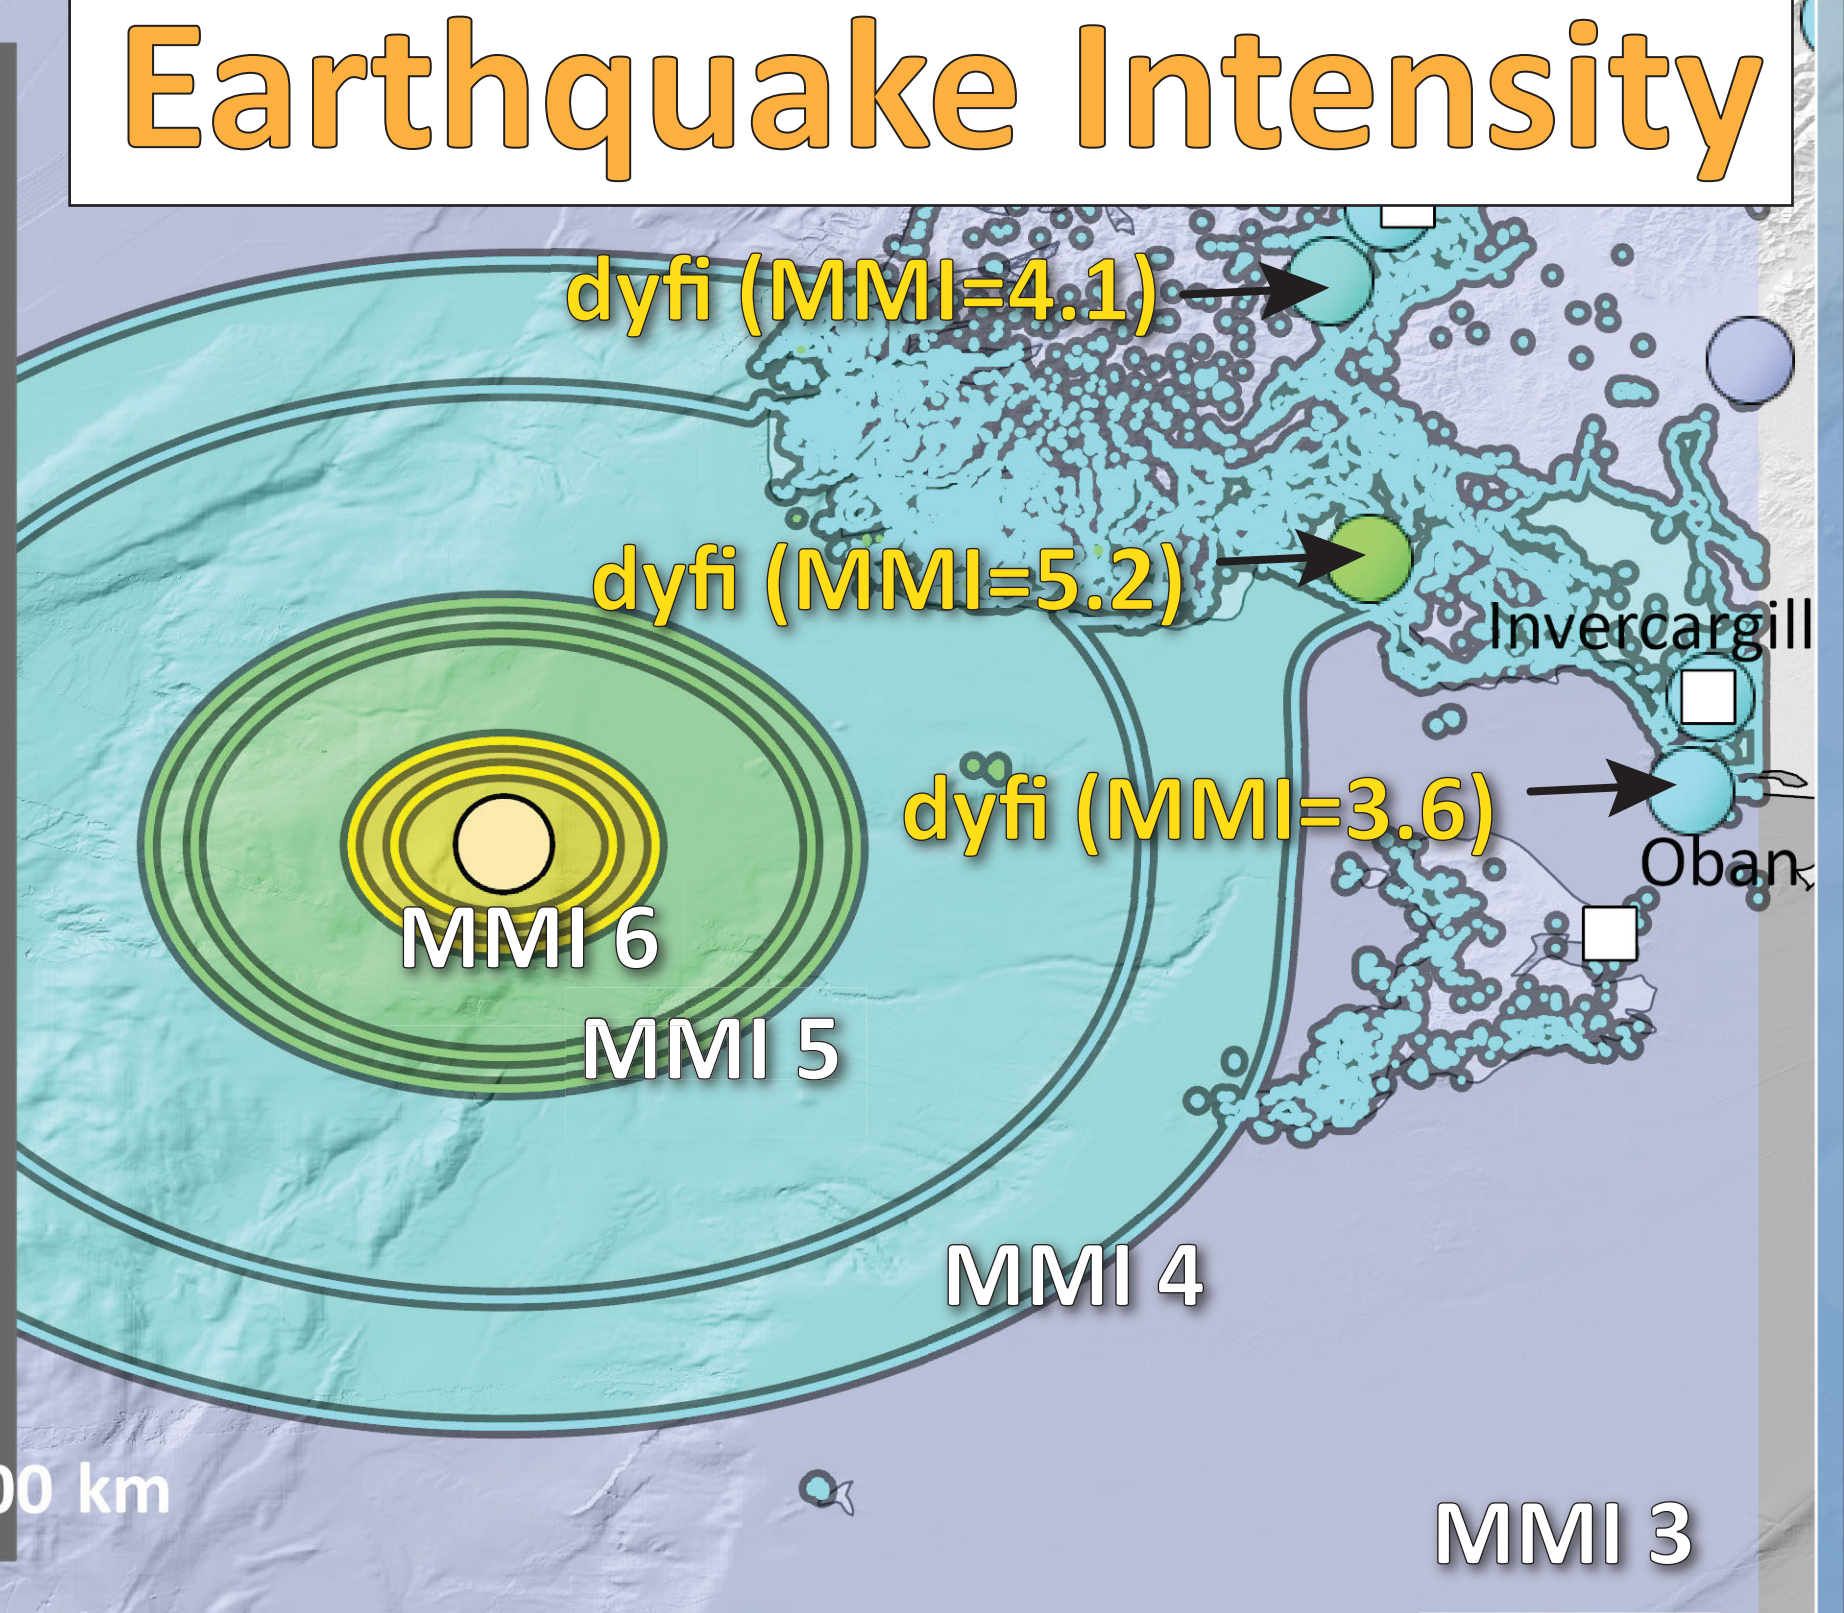 Earthquake Intensity
dyfi (MMI=4.1)
dyfi (MMI=5.2)
Invercargill
dyfi (MMI=3.6)
Oban
MMI 6
MMI 5
MMI 4
00 km
MMI 3